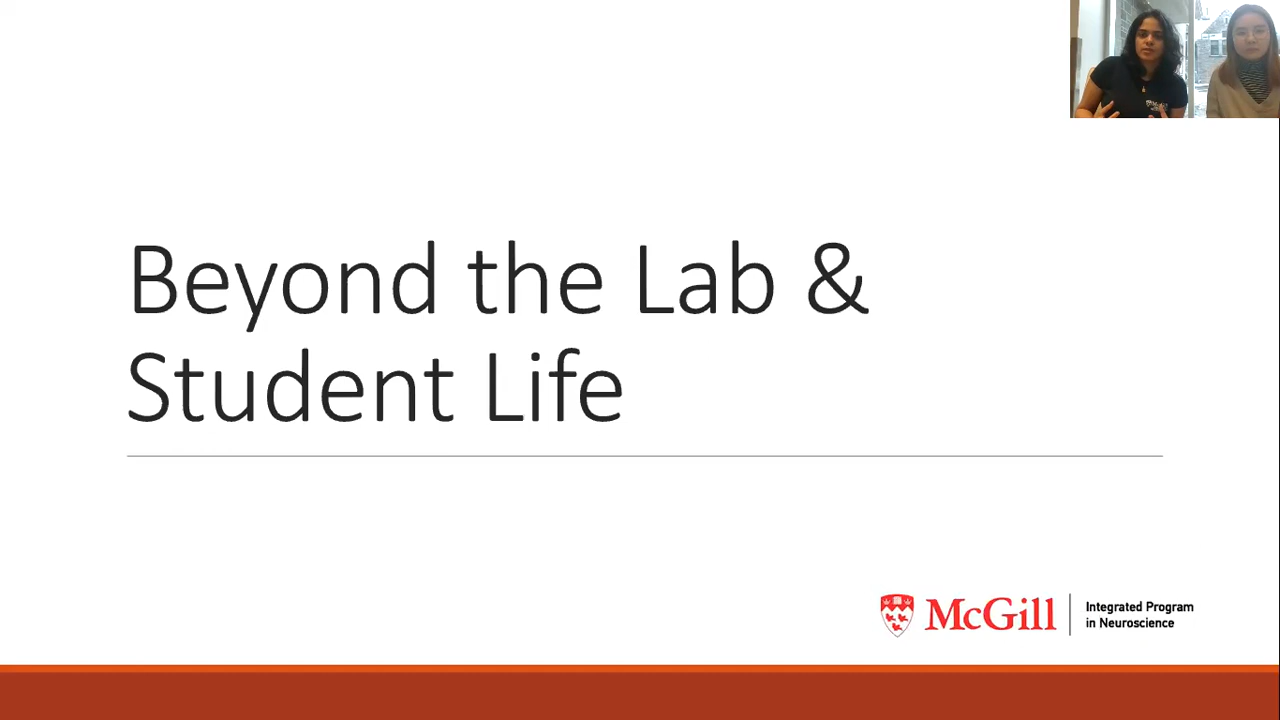 Beyond the Lab &
Student Life
McGill
Integrated Program
in Neuroscience